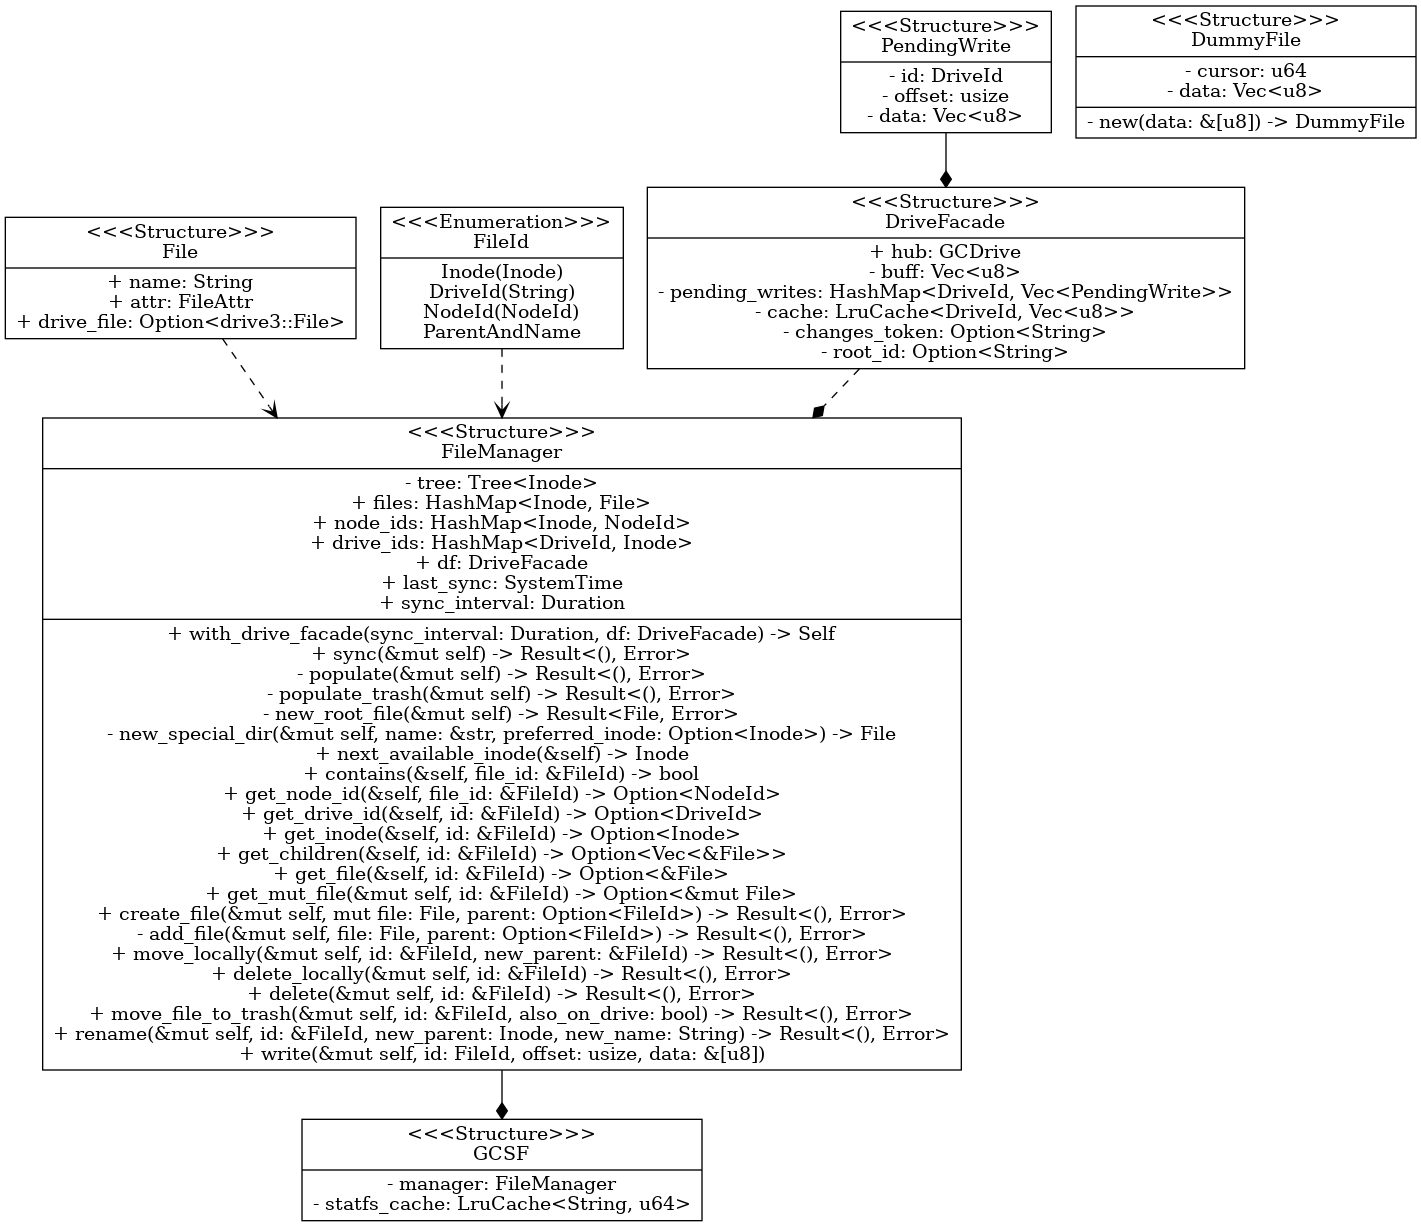 <<<Structure>>>
PendingWrite
- id: DriveId
- offset: usize
- data: Vec<u8>
<<<Structure>>>
DummyFile
- cursor: u64
- data: Vec<u8>
- new(data: &[u8]) -> DummyFile
<<<Structure>>>
File
+ name: String
+ attr: FileAttr
+ drive_file: Option<drive3::File>
<<<Enumeration>>>
FileId
Inode(Inode)
DriveId(String)
NodeId(NodeId)
ParentAndName
<<<Structure>>>
DriveFacade
+ hub: GCDrive
- buff: Vec<u8>
- pending_writes: HashMap<DriveId, Vec<PendingWrite>>
- cache: LruCache<DriveId, Vec<u8>>
- changes_token: Option<String>
- root_id: Option<String>
<<<Structure>>>
FileManager
- tree: Tree<Inode>
+ files: HashMap<Inode, File>
+ node_ids: HashMap<Inode, NodeId>
+ drive_ids: HashMap<DriveId, Inode>
+ df: DriveFacade
+ last_sync: SystemTime
+ sync_interval: Duration
+ with_drive_facade(sync_interval: Duration, df: DriveFacade) -> Self
+ sync(&mut self) -> Result<(), Error>
- populate(&mut self) -> Result<(), Error>
- populate_trash(&mut self) -> Result<(), Error>
- new_root_file(&mut self) -> Result<File, Error>
- new_special_dir(&mut self, name: &str, preferred_inode: Option<Inode>) -> File
+ next_available_inode(&self) -> Inode
+ contains(&self, file_id: &FileId) -> bool
+ get_node_id(&self, file_id: &FileId) -> Option<NodeId>
+ get_drive_id(&self, id: &FileId) -> Option<DriveId>
+ get_inode(&self, id: &FileId) -> Option<Inode>
+ get_children(&self, id: &FileId) -> Option<Vec<&File>>
+ get_file(&self, id: &FileId) -> Option<&File>
+ get_mut_file(&mut self, id: &FileId) -> Option<&mut File>
+ create_file(&mut self, mut file: File, parent: Option<FileId>) -> Result<(), Error>
- add_file(&mut self, file: File, parent: Option<FileId>) -> Result<(), Error>
+ move_locally(&mut self, id: &FileId, new_parent: &FileId) -> Result<(), Error>
+ delete_locally(&mut self, id: &FileId) -> Result<(), Error>
+ delete(&mut self, id: &FileId) -> Result<(), Error>
+ move_file_to_trash(&mut self, id: &FileId, also_on_drive: bool) -> Result<(), Error>
+ rename(&mut self, id: &FileId, new_parent: Inode, new_name: String) -> Result<(), Error>
+ write(&mut self, id: FileId, offset: usize, data: &[u8])
<<<Structure>>>
GCSF
- manager: FileManager
- statfs_cache: LruCache<String, u64>